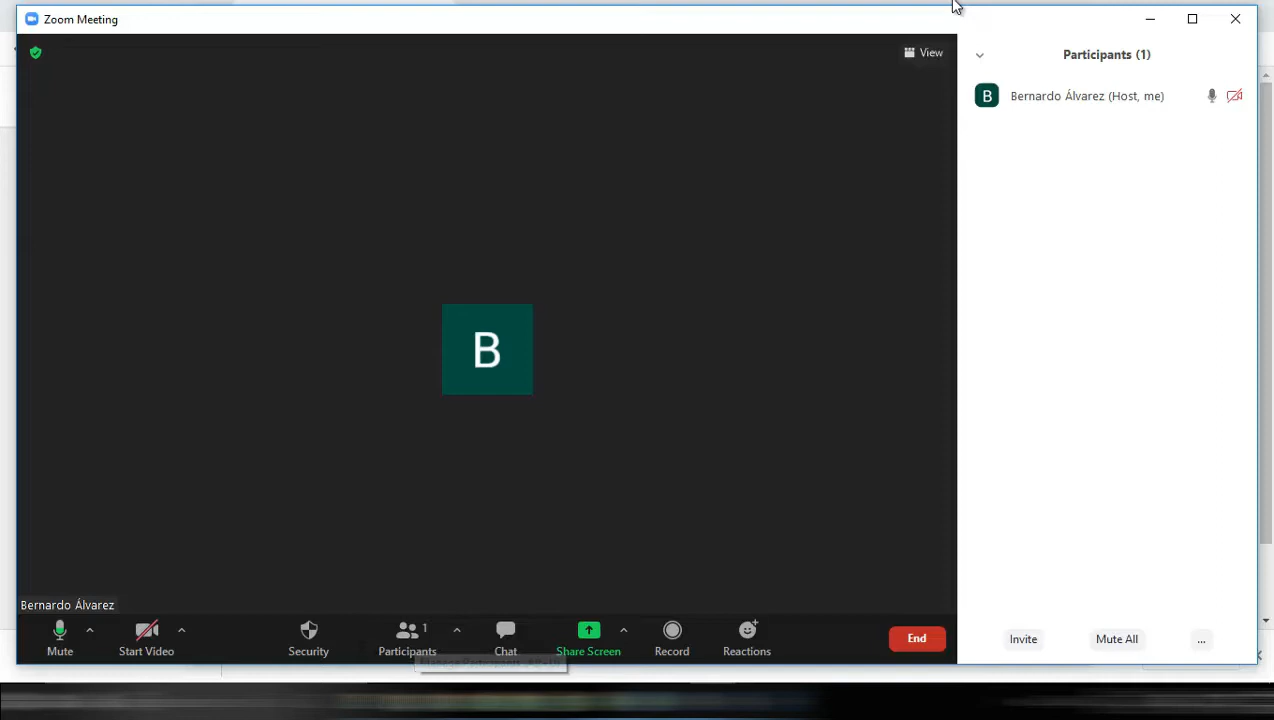 Zoom Meeting
View
Participants (1)
B Bernardo Álvarez (Host, me)
B
Bernardo Álvarez
Mute
Start Video
Security
Participants 1
Chat
Share Screen
Record
Reactions
End
Invite
Mute All
...